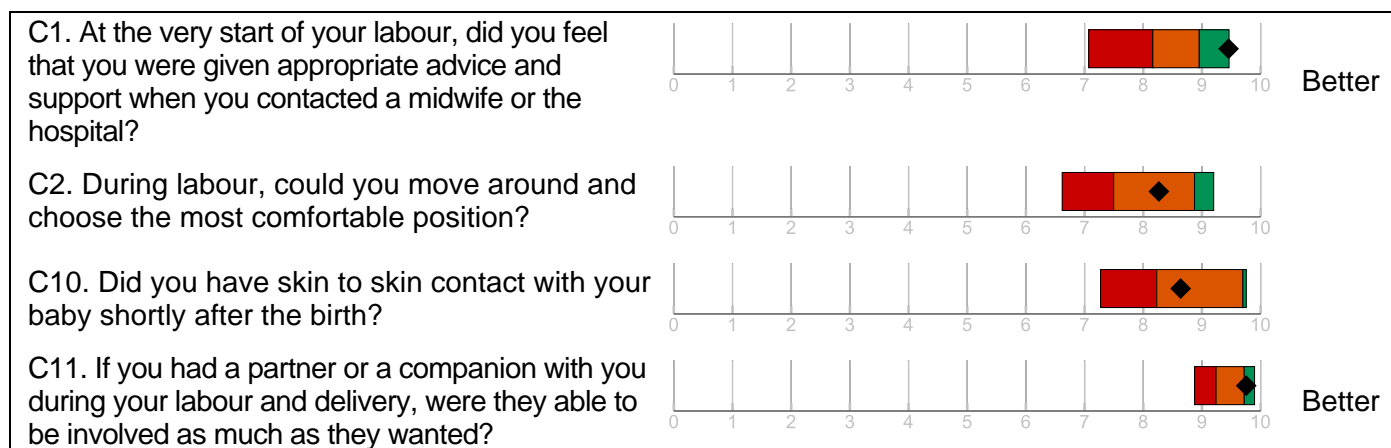 C1. At the very start of your labour, did you feel
that you were given appropriate advice and
support when you contacted a midwife or the
hospital?
0 1 2 3 4 5 6 7 8 9 10
Better
C2. During labour, could you move around and
choose the most comfortable position?
0 1 2 3 4 5 6 7 8 9 10
C10. Did you have skin to skin contact with your
baby shortly after the birth?
0 1 2 3 4 5 6 7 8 9 10
C11. If you had a partner or a companion with you
during your labour and delivery, were they able to
be involved as much as they wanted?
0 1 2 3 4 5 6 7 8 9 10
Better